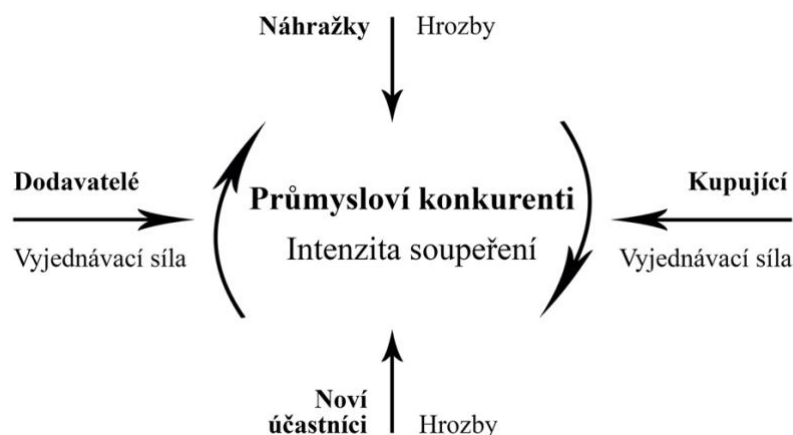 Náhražky Hrozby
Dodavatelé
Vyjednávací síla
Průmysloví konkurenti
Intenzita soupeření
Kupující
Vyjednávací síla
Noví
účastníci Hrozby